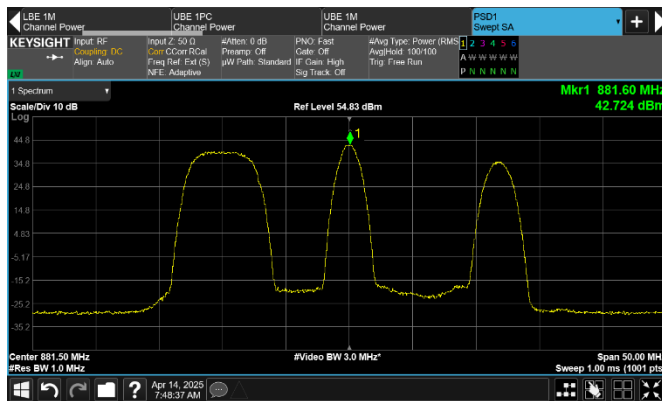 LBE 1M
Channel Power
UBE 1PC
Channel Power
UBE 1M
Channel Power
PSD1
Swept SA
KEYSIGHT
Input: RF
Coupling: DC
Align: Auto
Input Z: 50 Ω
Corr CCorr RCal
Freq Ref: Ext (S)
NFE: Adaptive
#Atten: 0 dB
Preamp: Off
µW Path: Standard
PNO: Fast
Gate: Off
IF Gain: High
Sig Track: Off
#Avg Type: Power (RMS
Avg|Hold: 100/100
Trig: Free Run
1 2 3 4 5 6
A W W W W W
P N N N N N
1 Spectrum
Scale/Div 10 dB
Log
Ref Level 54.83 dBm
Mkr1 881.60 MHz
42.724 dBm
1
44.8
34.8
24.8
14.8
4.83
-5.17
-15.2
-25.2
-35.2
Center 881.50 MHz
#Res BW 1.0 MHz
#Video BW 3.0 MHz*
Span 50.00 MH
Sweep 1.00 ms (1001 pts
?
Apr 14, 2025
7:48:37 AM